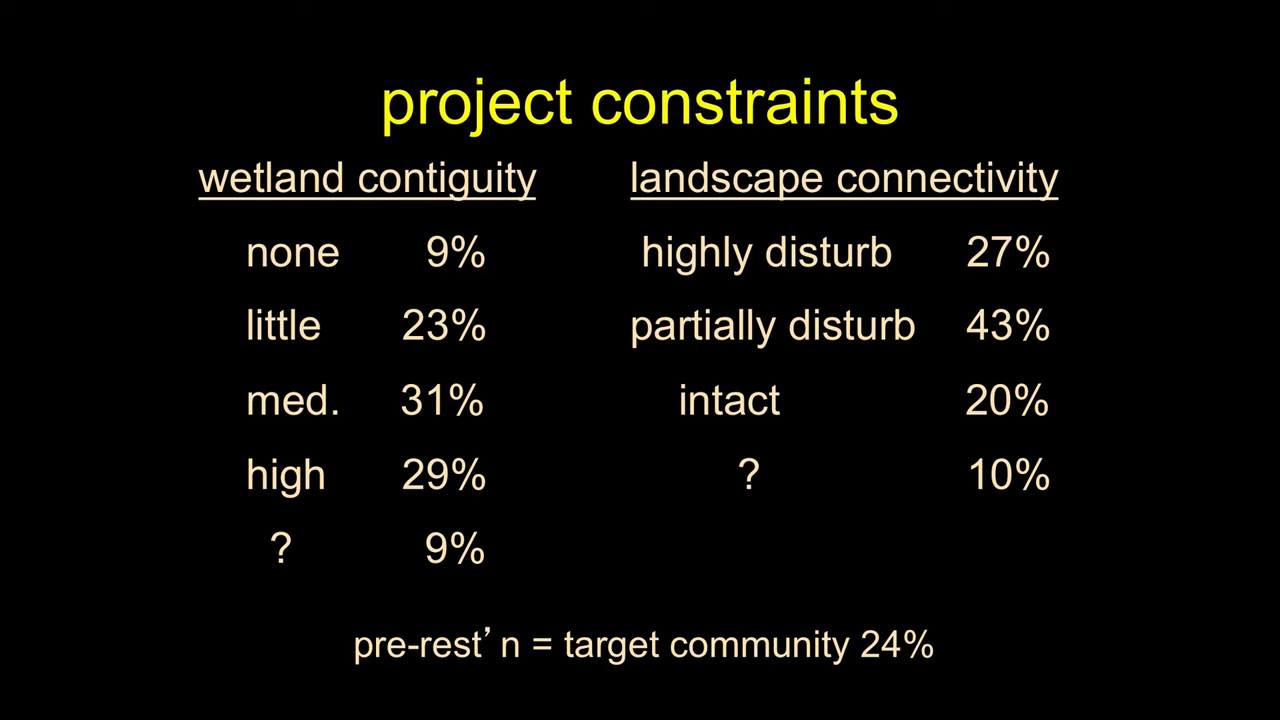 project constraints
wetland contiguity landscape connectivity
none 9% highly disturb 27%
little 23% partially disturb 43%
med. 31% intact 20%
high 29% ? 10%
? 9%
pre-rest’n = target community 24%